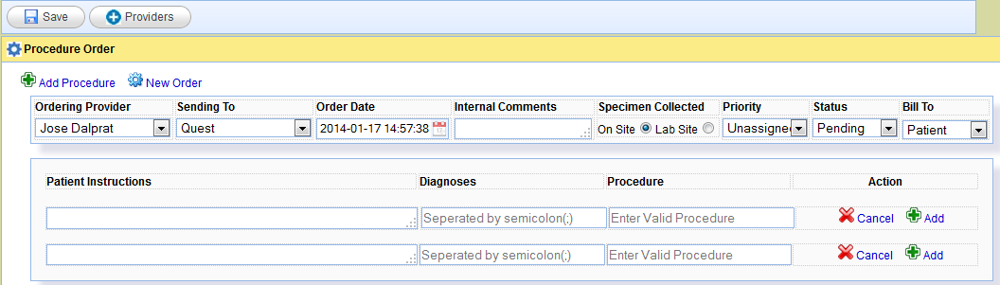 Save Providers
Procedure Order
Add Procedure New Order
Ordering Provider Sending To Order Date Internal Comments Specimen Collected Priority Status Bill To
Jose Dalprat Quest 2014-01-17 14:57:38 On Site Lab Site Unassigne Pending Patient
Patient Instructions Diagnoses Procedure Action
Seperated by semicolon(;) Enter Valid Procedure Cancel Add
Seperated by semicolon(;) Enter Valid Procedure Cancel Add